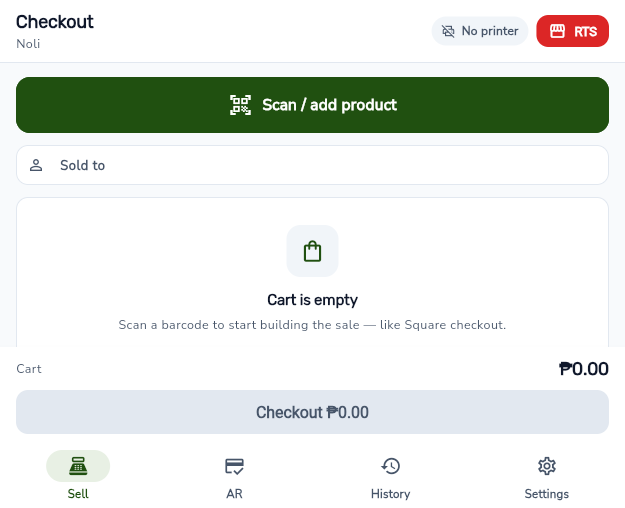 Checkout
Noli
No printer
RTS
Scan / add product
Sold to
Cart is empty
Scan a barcode to start building the sale — like Square checkout.
Cart
₱0.00
Checkout ₱0.00
Sell
AR
History
Settings